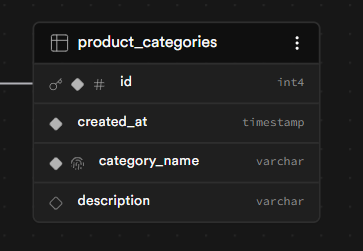 product_categories
# id int4
created_at timestamp
category_name varchar
description varchar